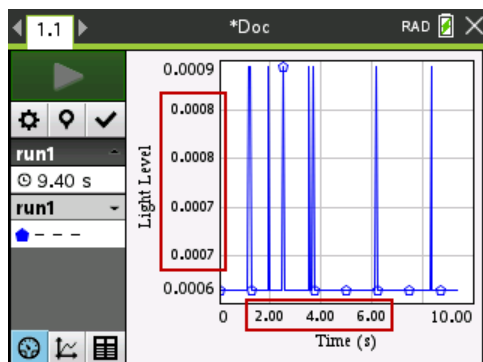 1.1 *Doc RAD
run1
9.40 s
run1
Light Level
0.0009
0.0008
0.0008
0.0007
0.0007
0.0006
0 2.00 4.00 6.00 10.00
Time (s)